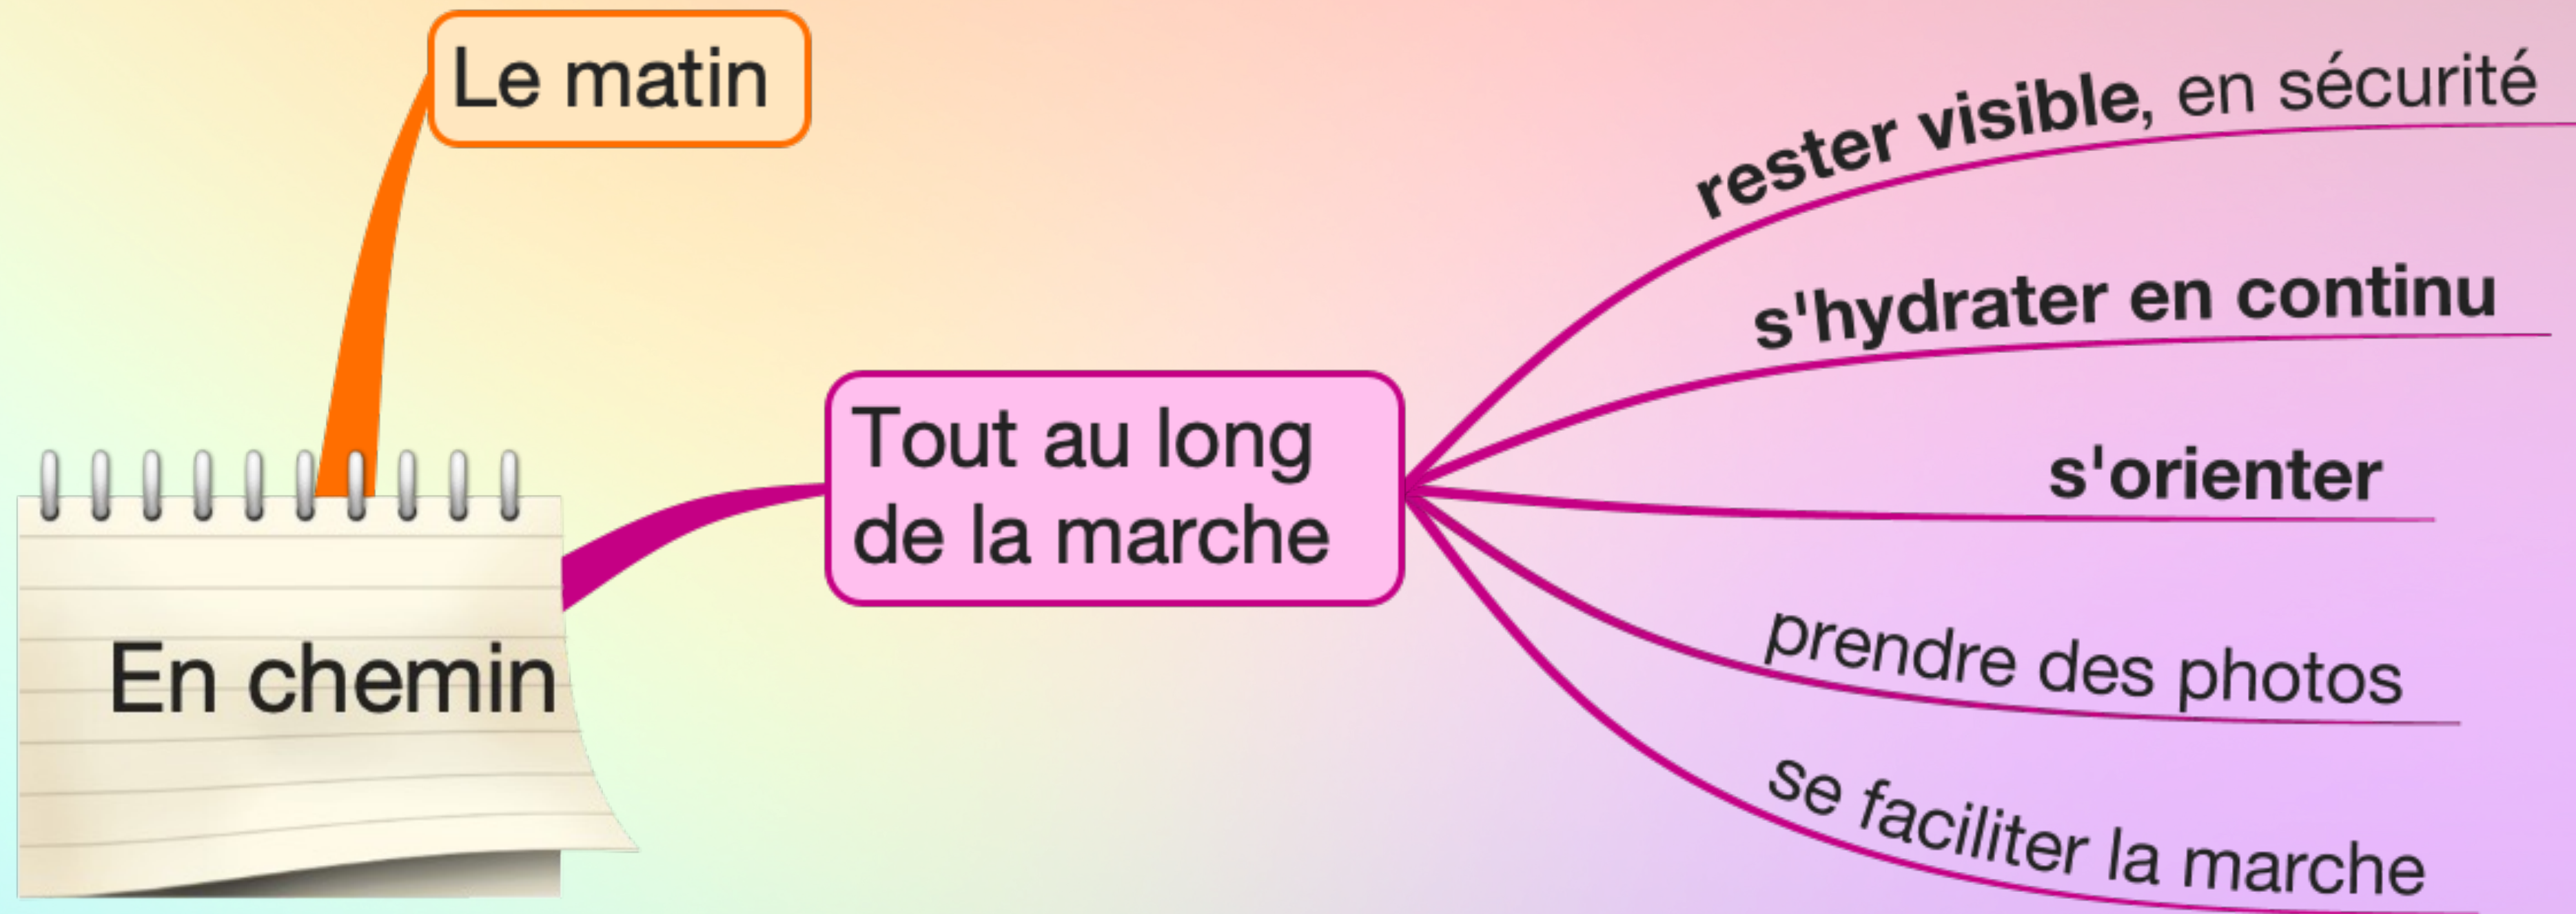 Le matin
En chemin
Tout au long
de la marche
rester visible, en sécurité
s'hydrater en continu
s'orienter
prendre des photos
se faciliter la marche